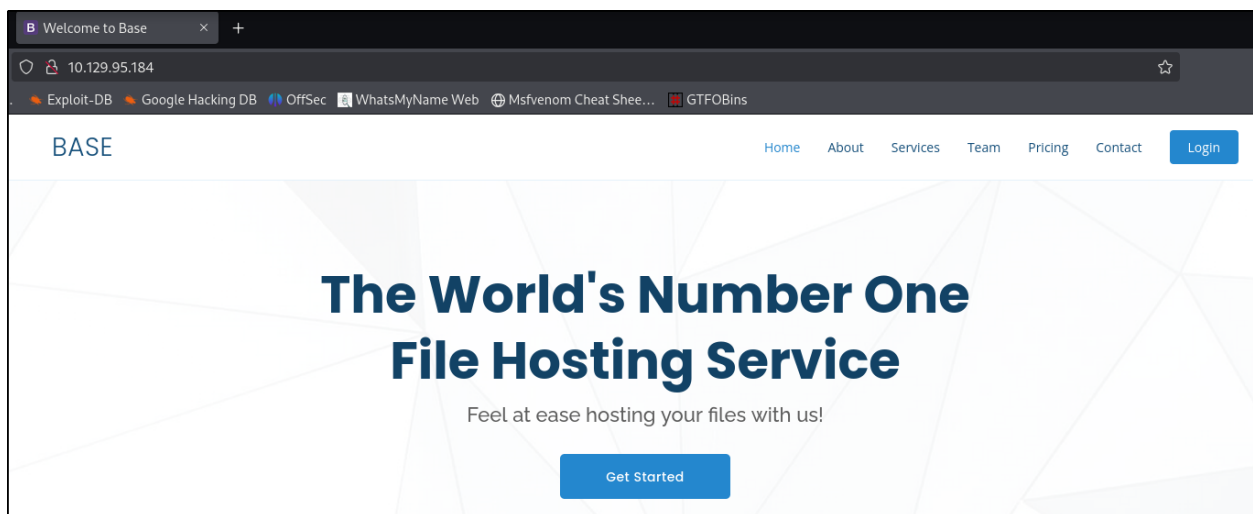 B Welcome to Base × +
10.129.95.184
Exploit-DB Google Hacking DB OffSec WhatsMyName Web Msfvenom Cheat Shee... GTFOBins
BASE Home About Services Team Pricing Contact Login
The World's Number One
File Hosting Service
Feel at ease hosting your files with us!
Get Started